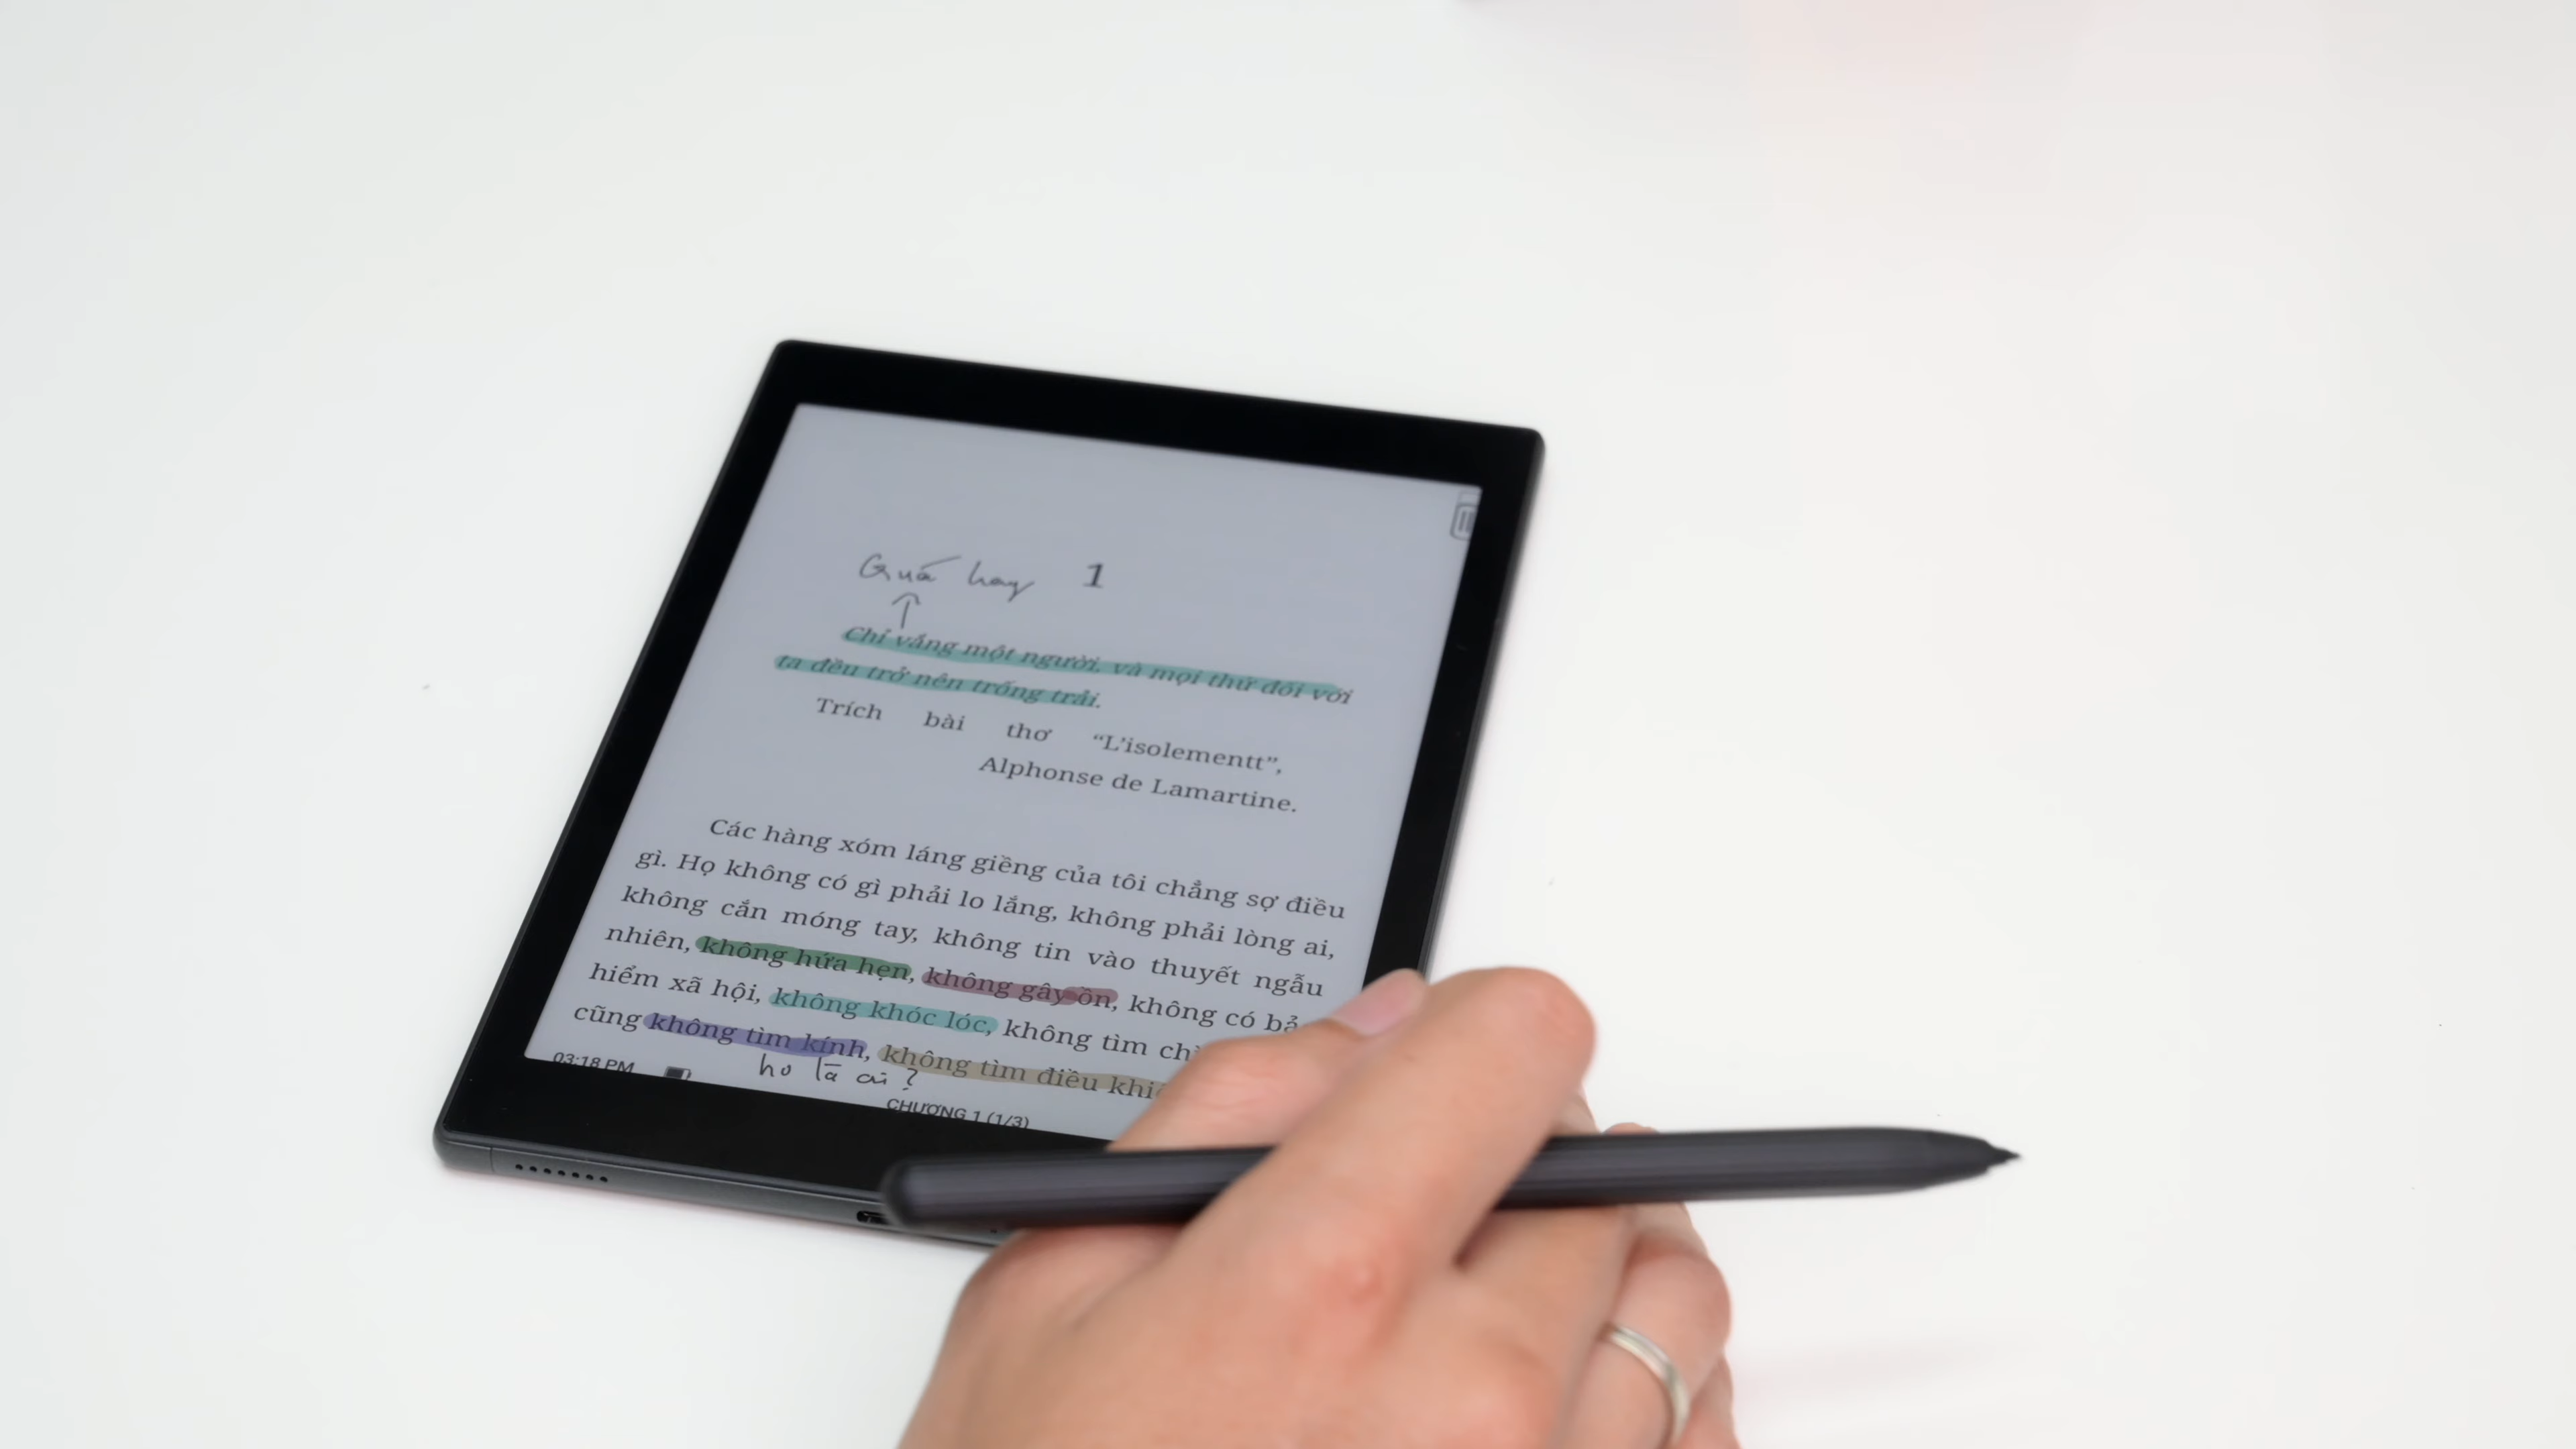 Quá hay 1
Chỉ vắng một người, và mọi thứ đối với
ta đều trở nên trống trải.
Trích bài thơ “L’isolementt”,
Alphonse de Lamartine.
Các hàng xóm láng giềng của tôi chẳng sợ điều
gì. Họ không có gì phải lo lắng, không phải lòng ai,
không cắn móng tay, không tin vào thuyết ngẫu
nhiên, không hứa hẹn, không gây ồn, không có
hiểm xã hội, không khóc lóc, không tìm
cũng không tìm kính, không tìm điều
họ là ai?
03:18 PM
CHƯƠNG 1 (1/3)